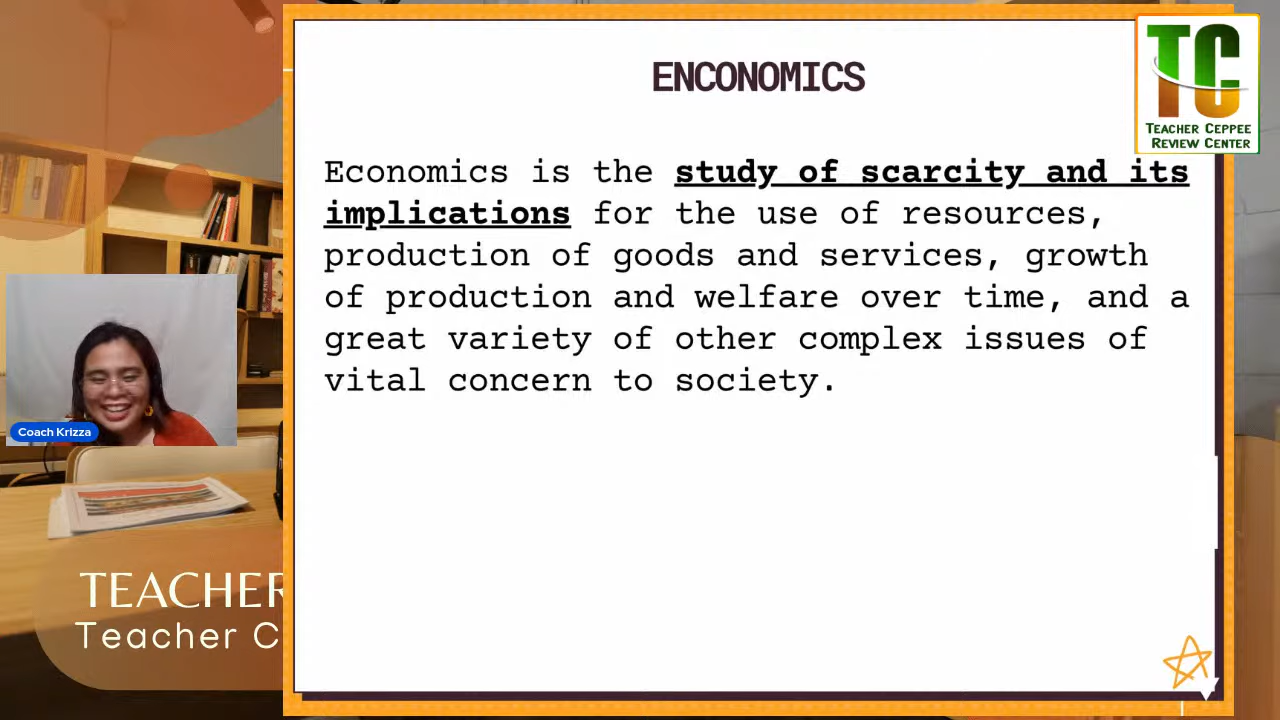 ENCONOMICS
TC
TEACHER CEPPEE
REVIEW CENTER
Economics is the study of scarcity and its
implications for the use of resources,
production of goods and services, growth
of production and welfare over time, and a
great variety of other complex issues of
vital concern to society.
Coach Krizza
TEACHER
Teacher C